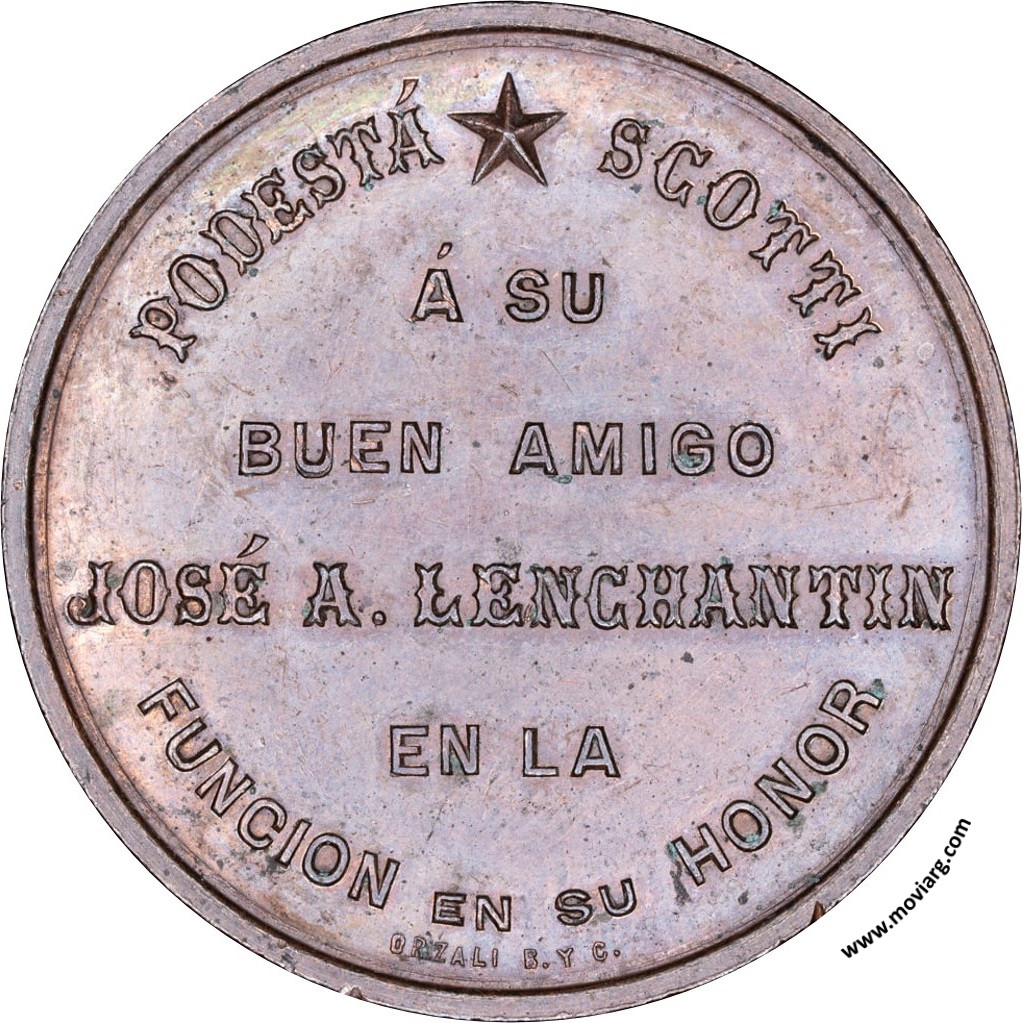 PODESTÁ ★ SCOTTI
Á SU
BUEN AMIGO
JOSÉ A. LENCHANTIN
EN LA
FUNCION EN SU HONOR
ORZALI B. Y C.
www.moviarg.com